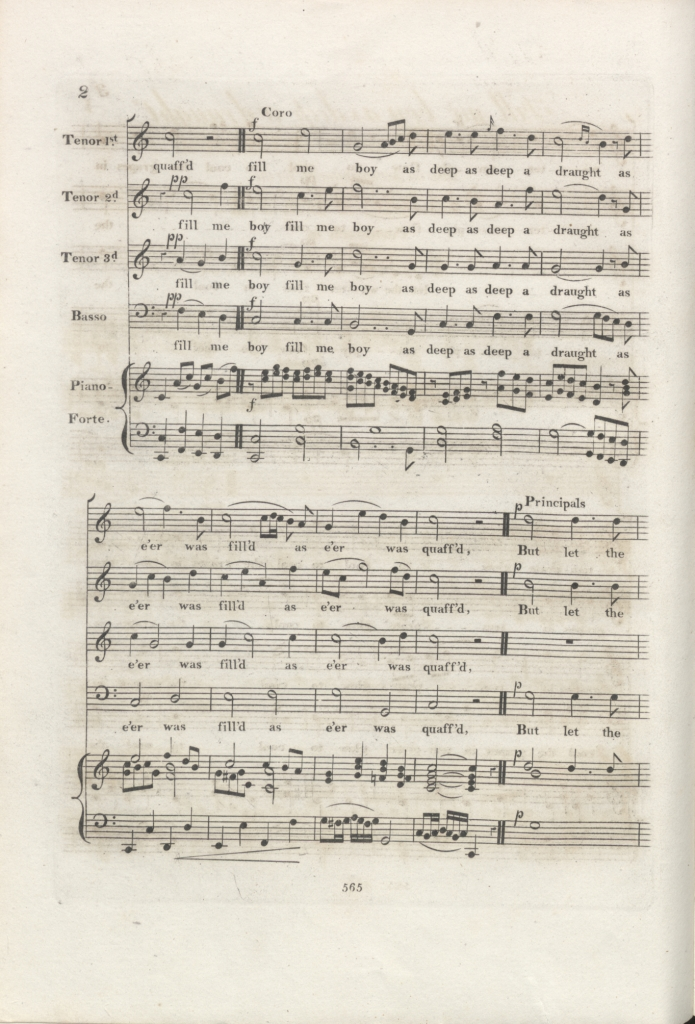 2
Coro
Tenor 1st
f
quaff'd fill me boy as deep as deep a draught as
Tenor 2d
pp f
fill me boy fill me boy as deep as deep a draught as
Tenor 3d
pp f
fill me boy fill me boy as deep as deep a draught as
Basso
pp f
fill me boy fill me boy as deep as deep a draught as
Piano-
f
Forte.
p Principals
e'er was fill'd as e'er was quaff'd, But let the
p
e'er was fill'd as e'er was quaff'd, But let the
e'er was fill'd as e'er was quaff'd,
p
e'er was fill'd as e'er was quaff'd, But let the
p
p
565